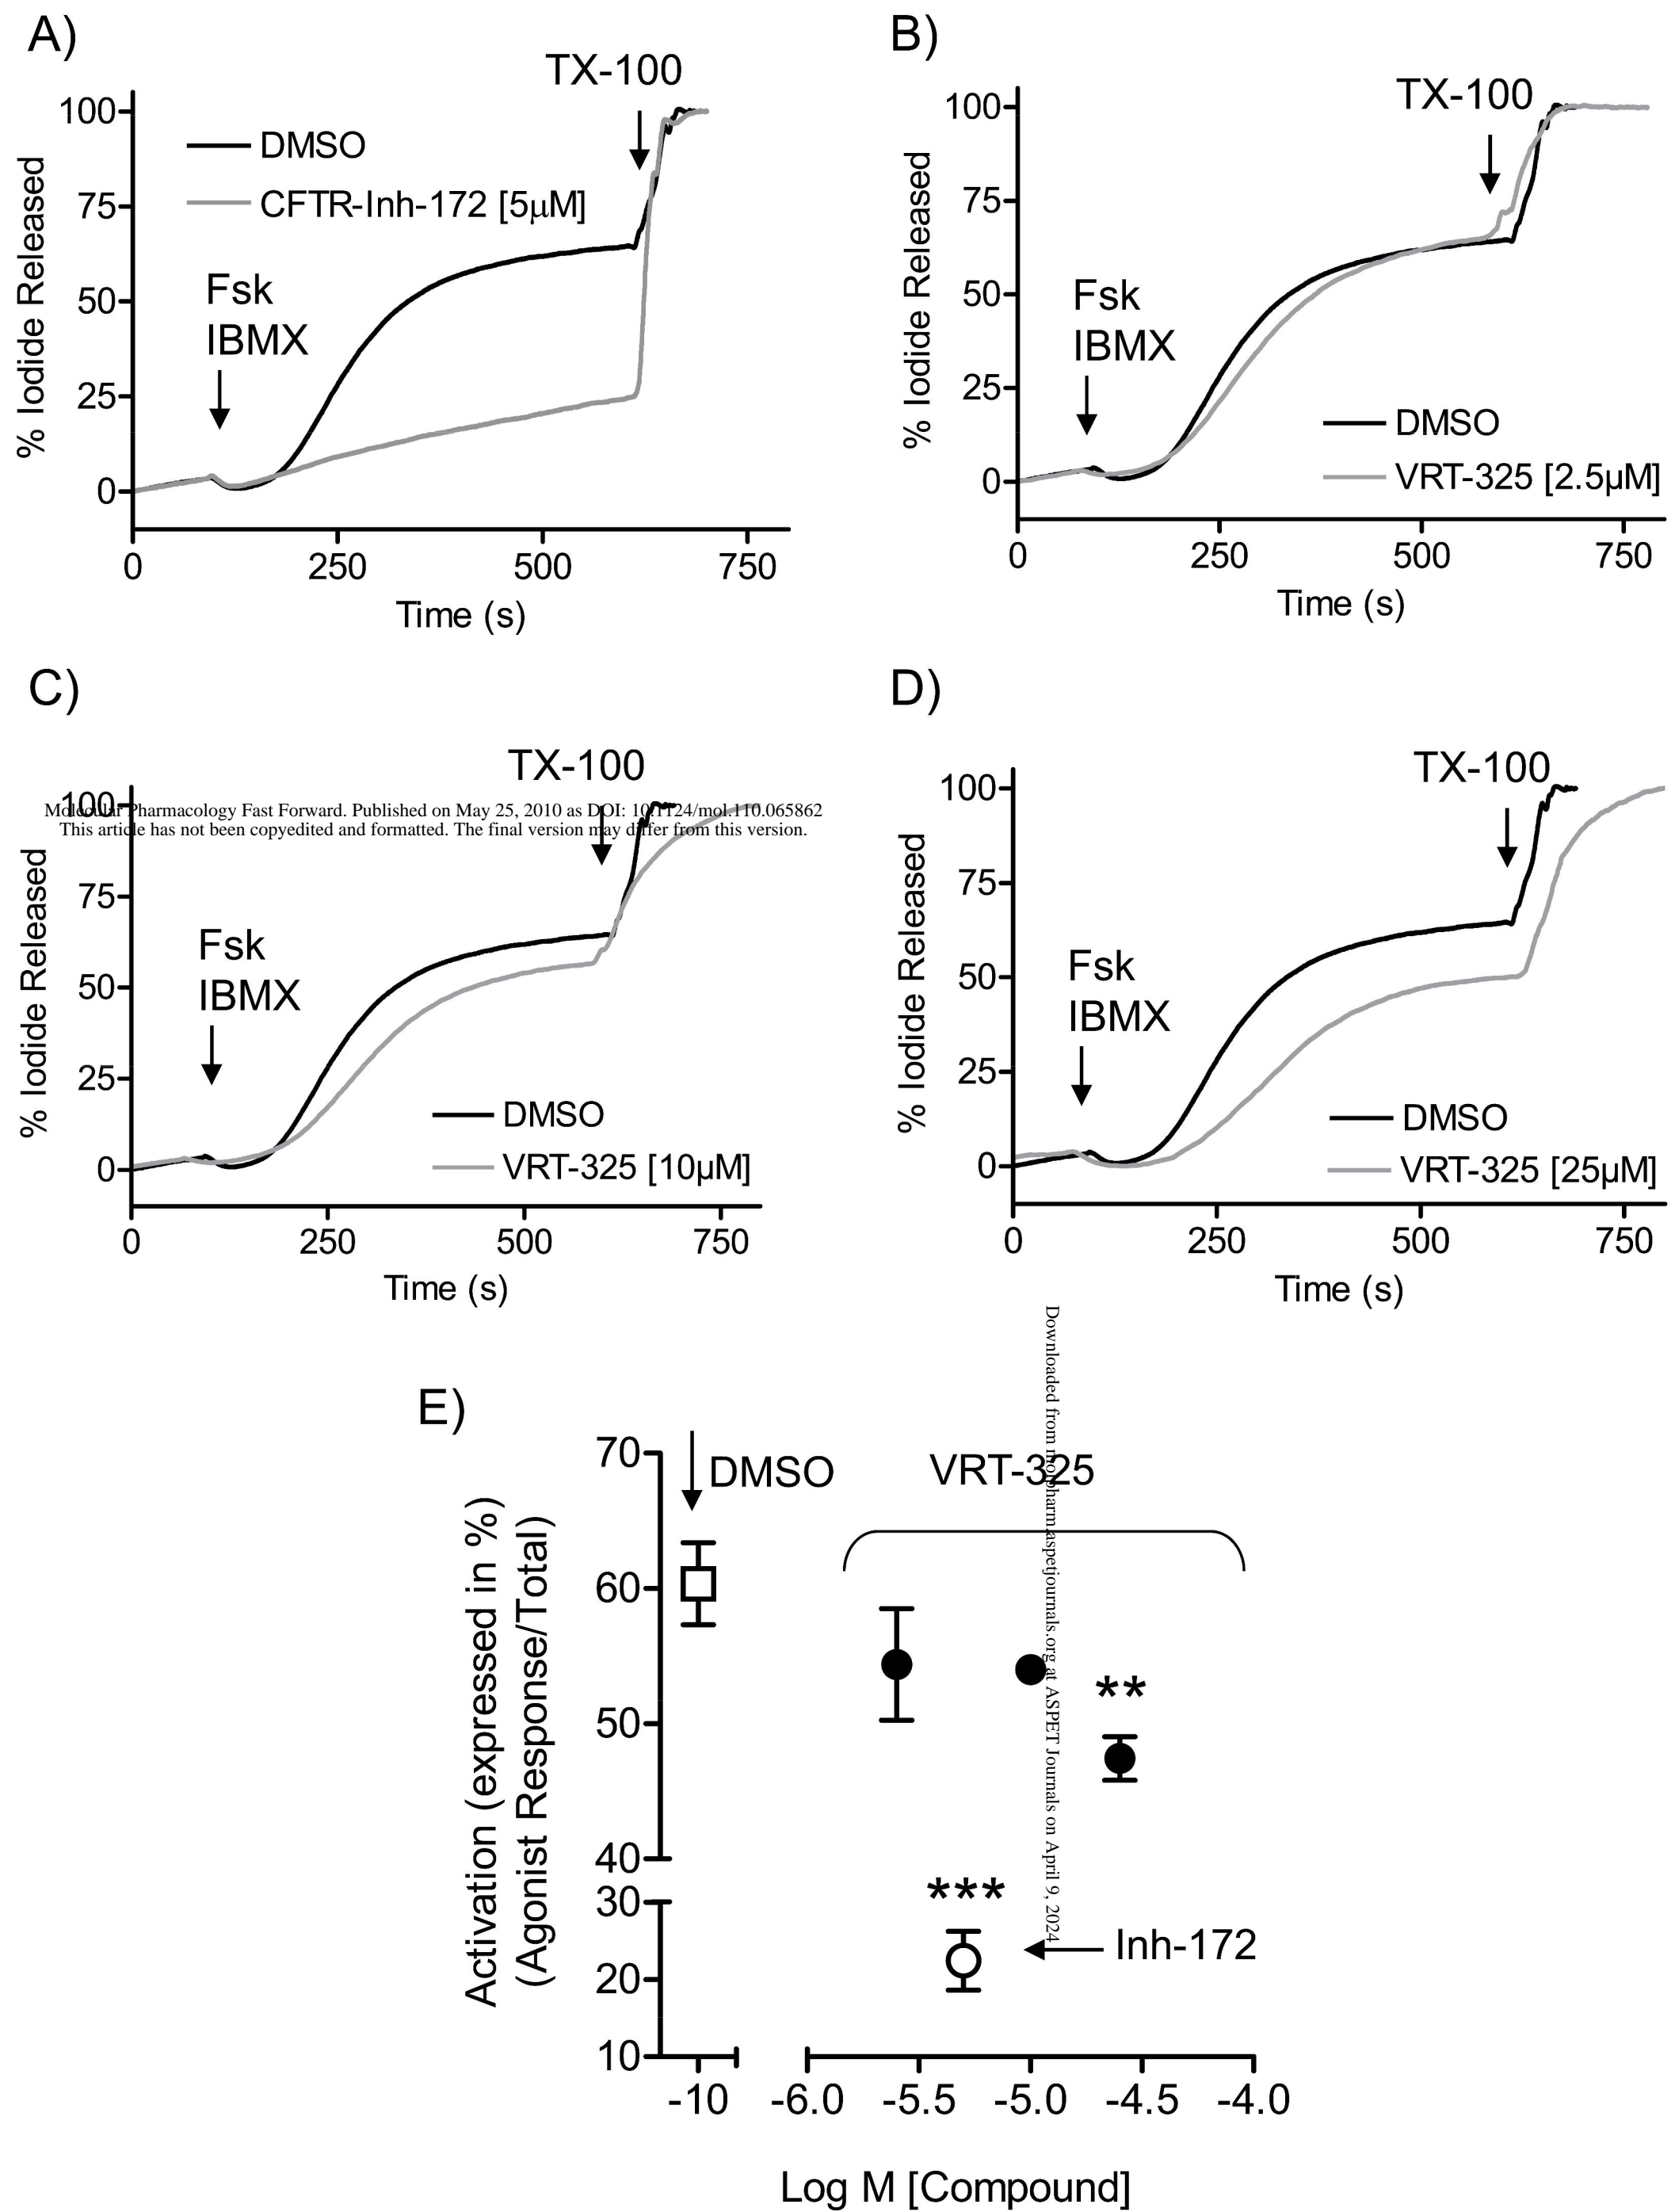 A)
TX-100
100
DMSO
CFTR-Inh-172 [5µM]
75
Fsk
IBMX
50
25
0
% Iodide Released
0 250 500 750
Time (s)
B)
TX-100
100
75
Fsk
IBMX
50
25
DMSO
VRT-325 [2.5µM]
0
% Iodide Released
0 250 500 750
Time (s)
C)
TX-100
100
Molecular Pharmacology Fast Forward. Published on May 25, 2010 as DOI: 10.1124/mol.110.065862
This article has not been copyedited and formatted. The final version may differ from this version.
75
Fsk
IBMX
50
25
DMSO
VRT-325 [10µM]
0
% Iodide Released
0 250 500 750
Time (s)
D)
TX-100
100
75
Fsk
IBMX
50
25
DMSO
VRT-325 [25µM]
0
% Iodide Released
0 250 500 750
Time (s)
Downloaded from molpharm.aspetjournals.org at ASPET Journals on April 9, 2024
E)
70
DMSO
VRT-325
60
50
**
40
30
***
Inh-172
20
10
Activation (expressed in %)
(Agonist Response/Total)
-10 -6.0 -5.5 -5.0 -4.5 -4.0
Log M [Compound]